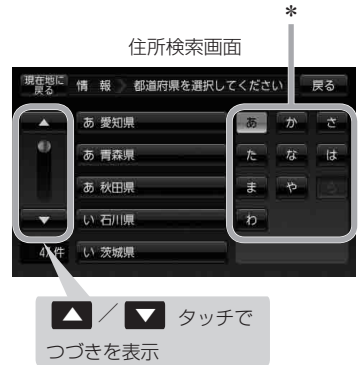 *
住所検索画面
現在地に戻る 情 報 都道府県を選択してください 戻る
▲ あ 愛知県 あ か さ
あ 青森県 た な は
あ 秋田県 ま や ら
▼ い 石川県 わ
47件 い 茨城県
▲／▼ タッチで
つづきを表示